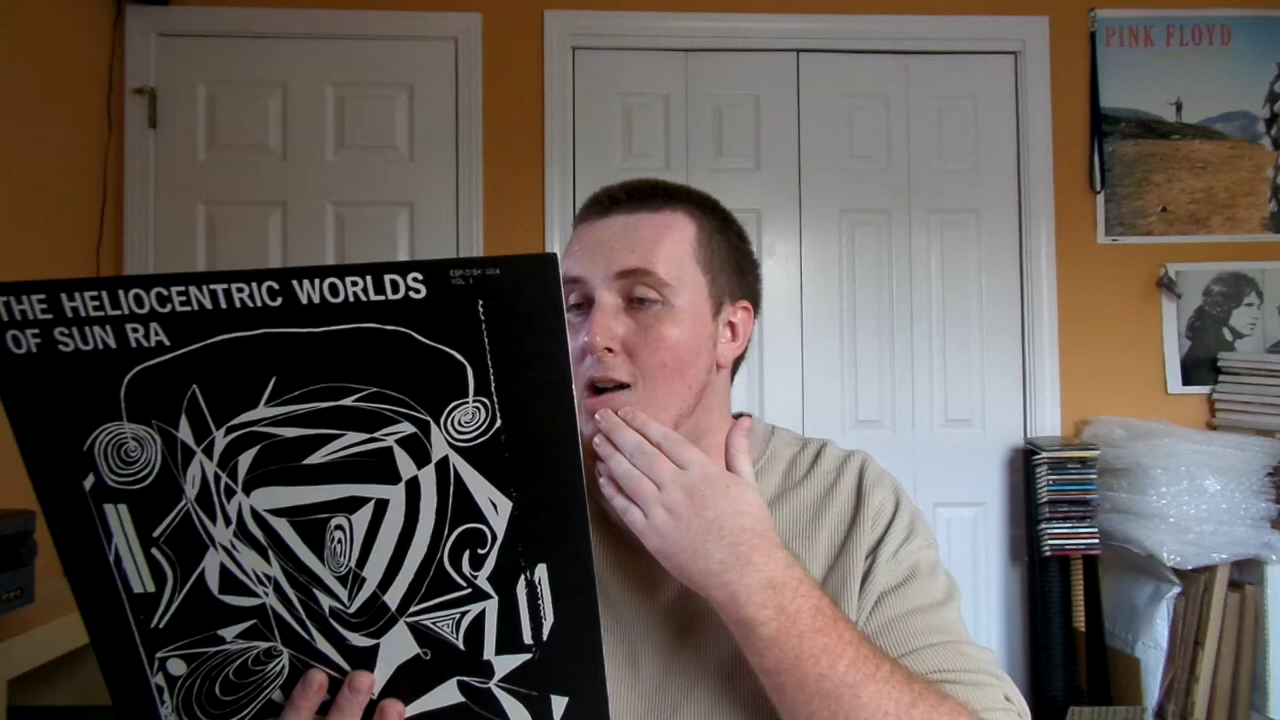 PINK FLOYD
THE HELIOCENTRIC WORLDS
OF SUN RA
ESP-DISK 1014
VOL 1